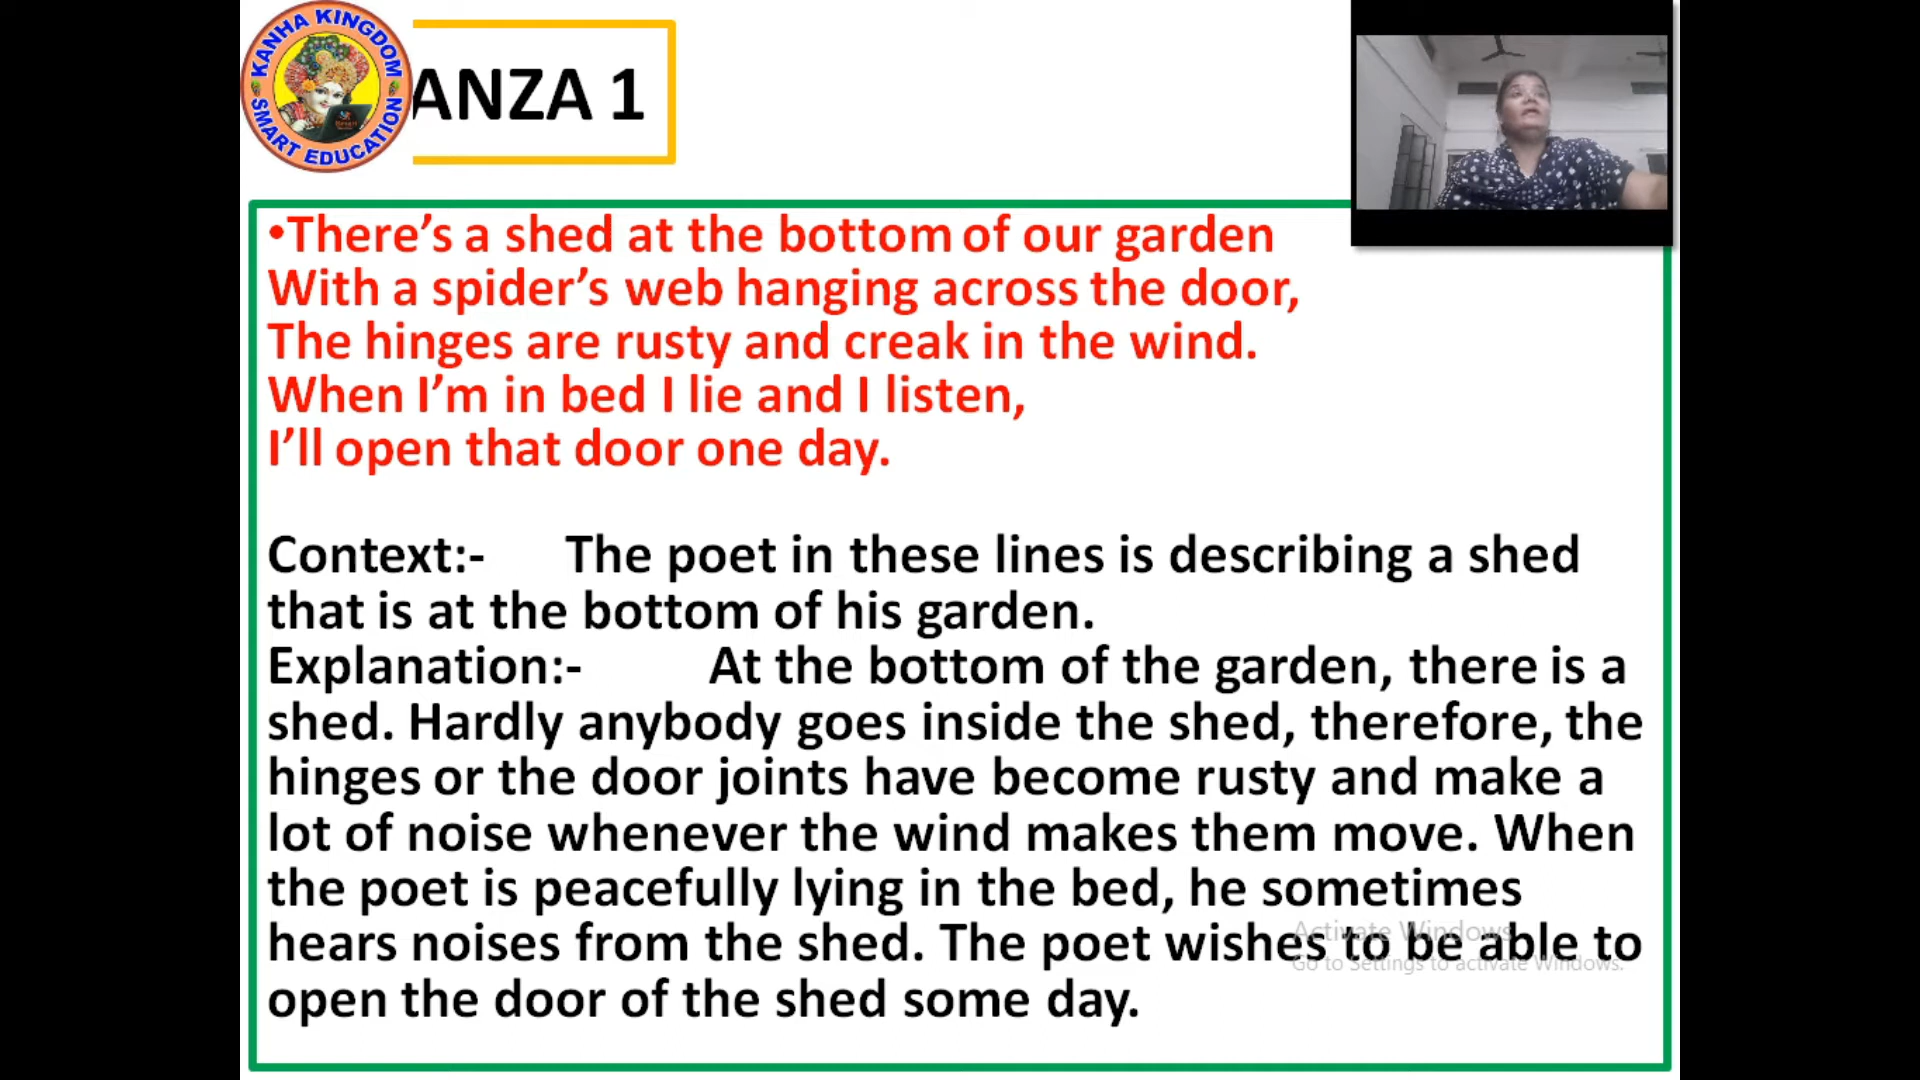 KANHA KINGDOM
SMART EDUCATION
ANZA 1
•There’s a shed at the bottom of our garden
With a spider’s web hanging across the door,
The hinges are rusty and creak in the wind.
When I’m in bed I lie and I listen,
I’ll open that door one day.
Context:- The poet in these lines is describing a shed
that is at the bottom of his garden.
Explanation:- At the bottom of the garden, there is a
shed. Hardly anybody goes inside the shed, therefore, the
hinges or the door joints have become rusty and make a
lot of noise whenever the wind makes them move. When
the poet is peacefully lying in the bed, he sometimes
hears noises from the shed. The poet wishes to be able to
open the door of the shed some day.
Activate Windows
Go to Settings to activate Windows.